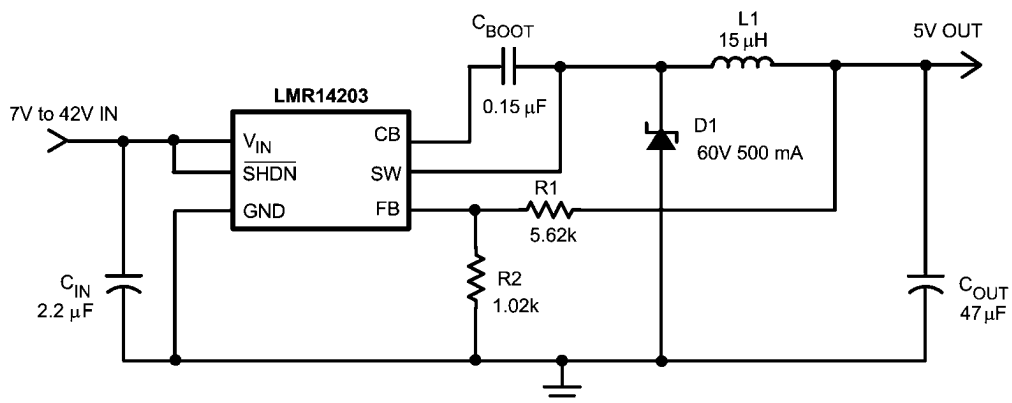 C_BOOT
0.15 μF
L1
15 μH
5V OUT
7V to 42V IN
LMR14203
V_IN
SHDN
GND
CB
SW
FB
D1
60V 500 mA
R1
5.62k
R2
1.02k
C_IN
2.2 μF
C_OUT
47 μF